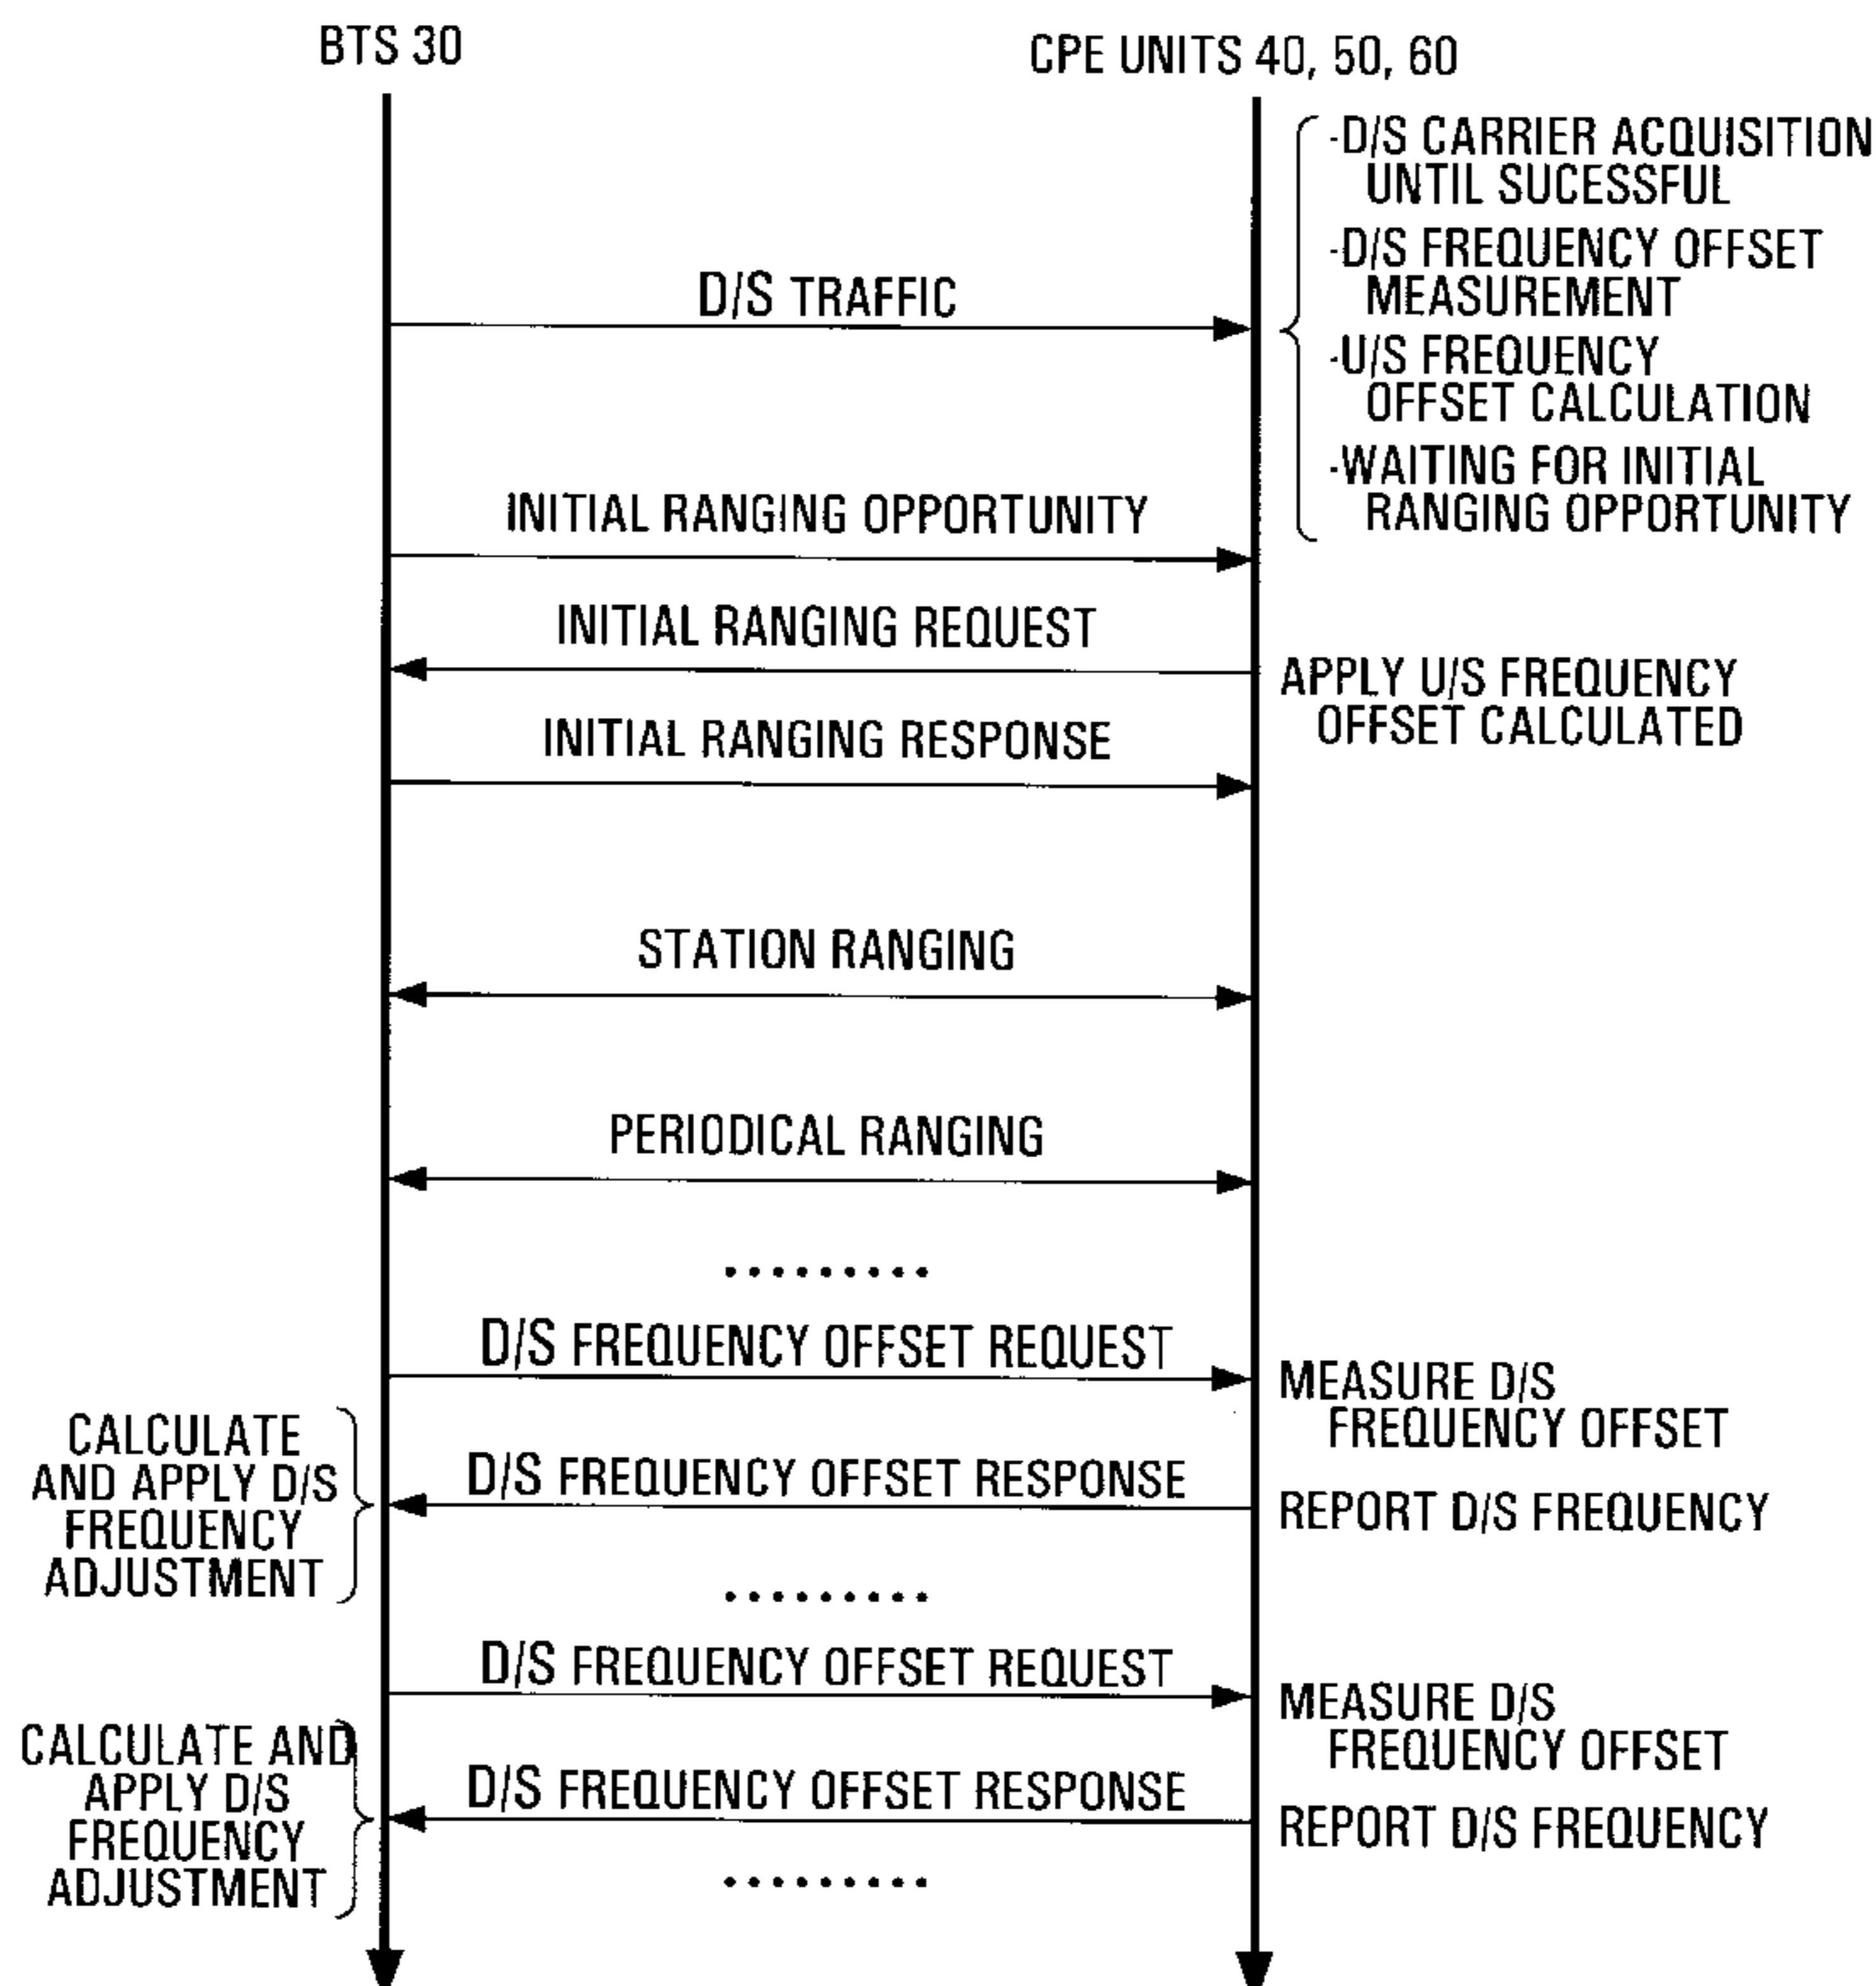 BTS 30
CPE UNITS 40, 50, 60
-D/S CARRIER ACQUISITION
UNTIL SUCESSFUL
-D/S FREQUENCY OFFSET
MEASUREMENT
-U/S FREQUENCY
OFFSET CALCULATION
-WAITING FOR INITIAL
RANGING OPPORTUNITY
D/S TRAFFIC
INITIAL RANGING OPPORTUNITY
INITIAL RANGING REQUEST
APPLY U/S FREQUENCY
OFFSET CALCULATED
INITIAL RANGING RESPONSE
STATION RANGING
PERIODICAL RANGING
.........
D/S FREQUENCY OFFSET REQUEST
MEASURE D/S
FREQUENCY OFFSET
CALCULATE
AND APPLY D/S
FREQUENCY
ADJUSTMENT
D/S FREQUENCY OFFSET RESPONSE
REPORT D/S FREQUENCY
.........
D/S FREQUENCY OFFSET REQUEST
MEASURE D/S
FREQUENCY OFFSET
CALCULATE AND
APPLY D/S
FREQUENCY
ADJUSTMENT
D/S FREQUENCY OFFSET RESPONSE
REPORT D/S FREQUENCY
.........